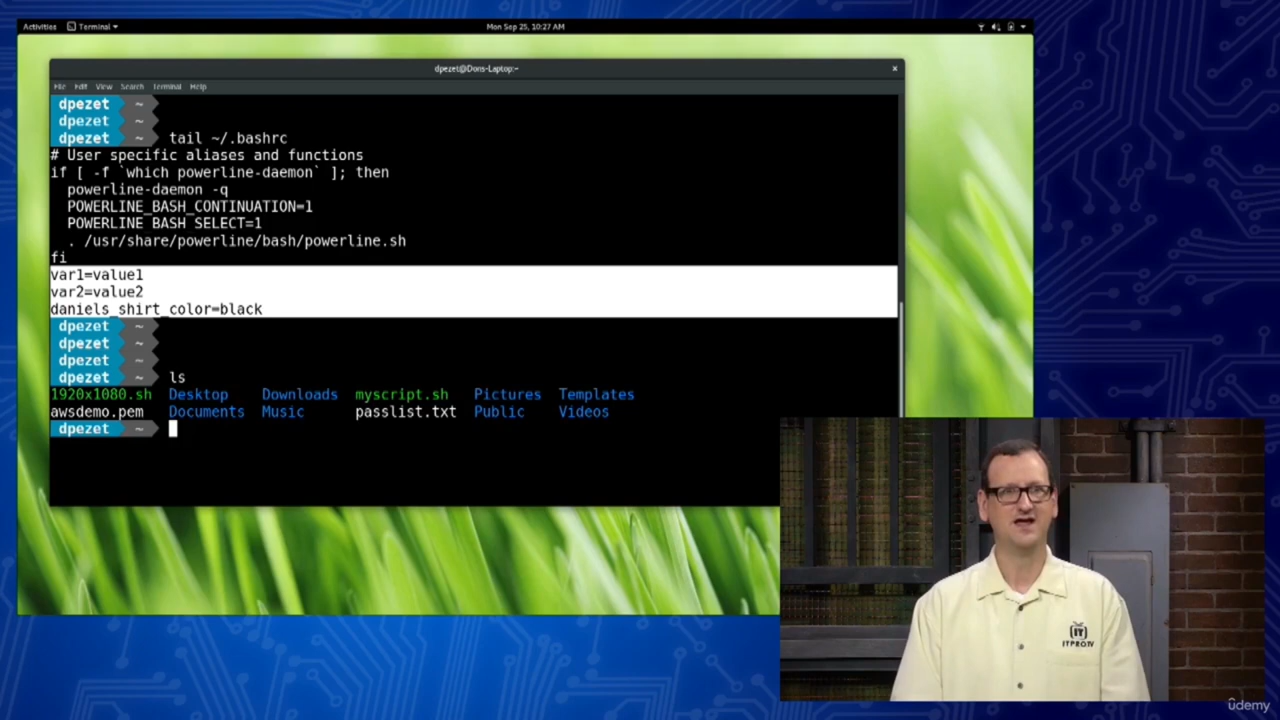 Activities Terminal Mon Sep 25, 10:27 AM
dpezet@Dons-Laptop:~
File Edit View Search Terminal Help
dpezet ~
dpezet ~
dpezet ~ tail ~/.bashrc
# User specific aliases and functions
if [ -f `which powerline-daemon` ]; then
powerline-daemon -q
POWERLINE_BASH_CONTINUATION=1
POWERLINE_BASH_SELECT=1
. /usr/share/powerline/bash/powerline.sh
fi
var1=value1
var2=value2
daniels_shirt_color=black
dpezet ~
dpezet ~
dpezet ~
dpezet ~ ls
1920x1080.sh Desktop Downloads myscript.sh Pictures Templates
awsdemo.pem Documents Music passlist.txt Public Videos
dpezet ~
IT
ITPROTV
ûdemy